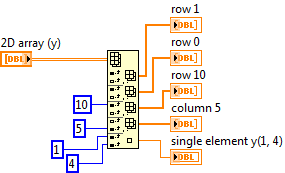 row 1
DBL
2D array (y)
row 0
DBL
DBL
row 10
DBL
10
column 5
5
DBL
1
single element y(1, 4)
4
DBL